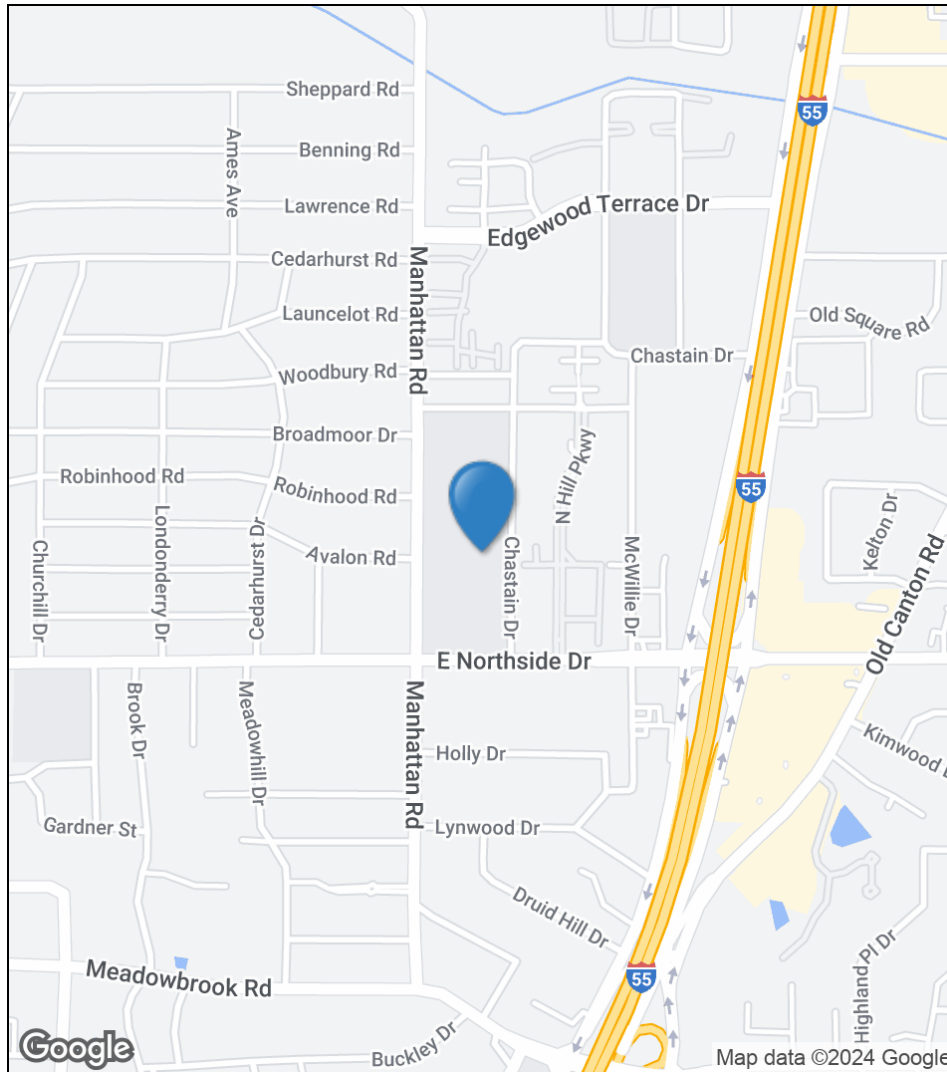 Sheppard Rd
55
Ames Ave
Benning Rd
Lawrence Rd
Edgewood Terrace Dr
Cedarhurst Rd
Manhattan Rd
Launcelot Rd
Old Square Rd
Chastain Dr
Woodbury Rd
Broadmoor Dr
Robinhood Rd
Robinhood Rd
N Hill Pkwy
55
Kelton Dr
Londonderry Dr
Cedarhurst Dr
Churchill Dr
Avalon Rd
Chastain Dr
McWillie Dr
Old Canton Rd
E Northside Dr
Brook Dr
Meadowhill Dr
Manhattan Rd
Holly Dr
Kimwood
Gardner St
Lynwood Dr
Druid Hill Dr
Highland Pl Dr
Meadowbrook Rd
55
Buckley Dr
Google
Map data ©2024 Google